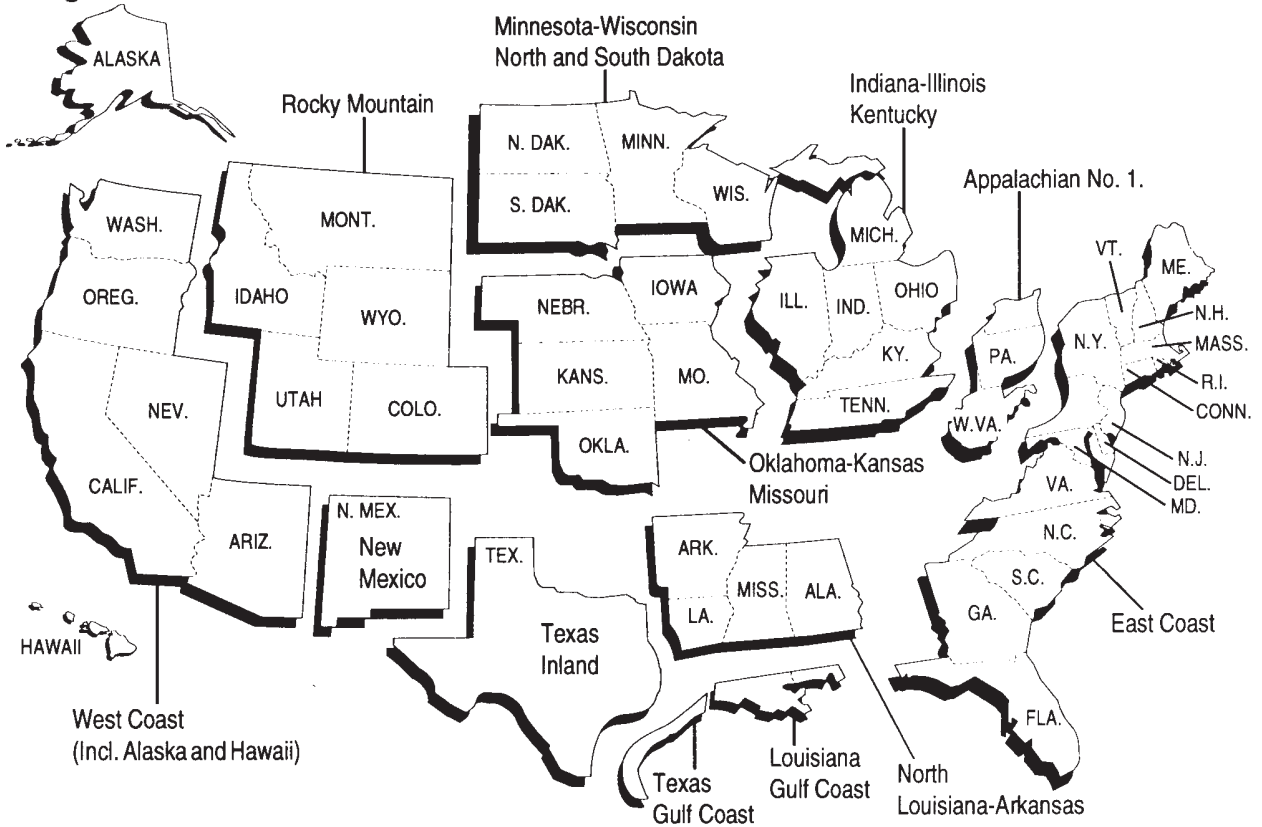 ALASKA
Rocky Mountain
Minnesota-Wisconsin
North and South Dakota
Indiana-Illinois
Kentucky
Appalachian No. 1.
WASH.
OREG.
MONT.
IDAHO
WYO.
N. DAK.
S. DAK.
MINN.
WIS.
MICH.
VT.
ME.
N.H.
MASS.
R.I.
CONN.
N.J.
DEL.
MD.
NEV.
CALIF.
UTAH
COLO.
NEBR.
IOWA
KANS.
MO.
OKLA.
Oklahoma-Kansas
Missouri
ILL.
IND.
OHIO
KY.
TENN.
PA.
W.VA.
N.Y.
VA.
N.C.
S.C.
GA.
FLA.
East Coast
ARIZ.
N. MEX.
New
Mexico
TEX.
Texas
Inland
ARK.
LA.
MISS.
ALA.
HAWAII
West Coast
(Incl. Alaska and Hawaii)
Texas
Gulf Coast
Louisiana
Gulf Coast
North
Louisiana-Arkansas